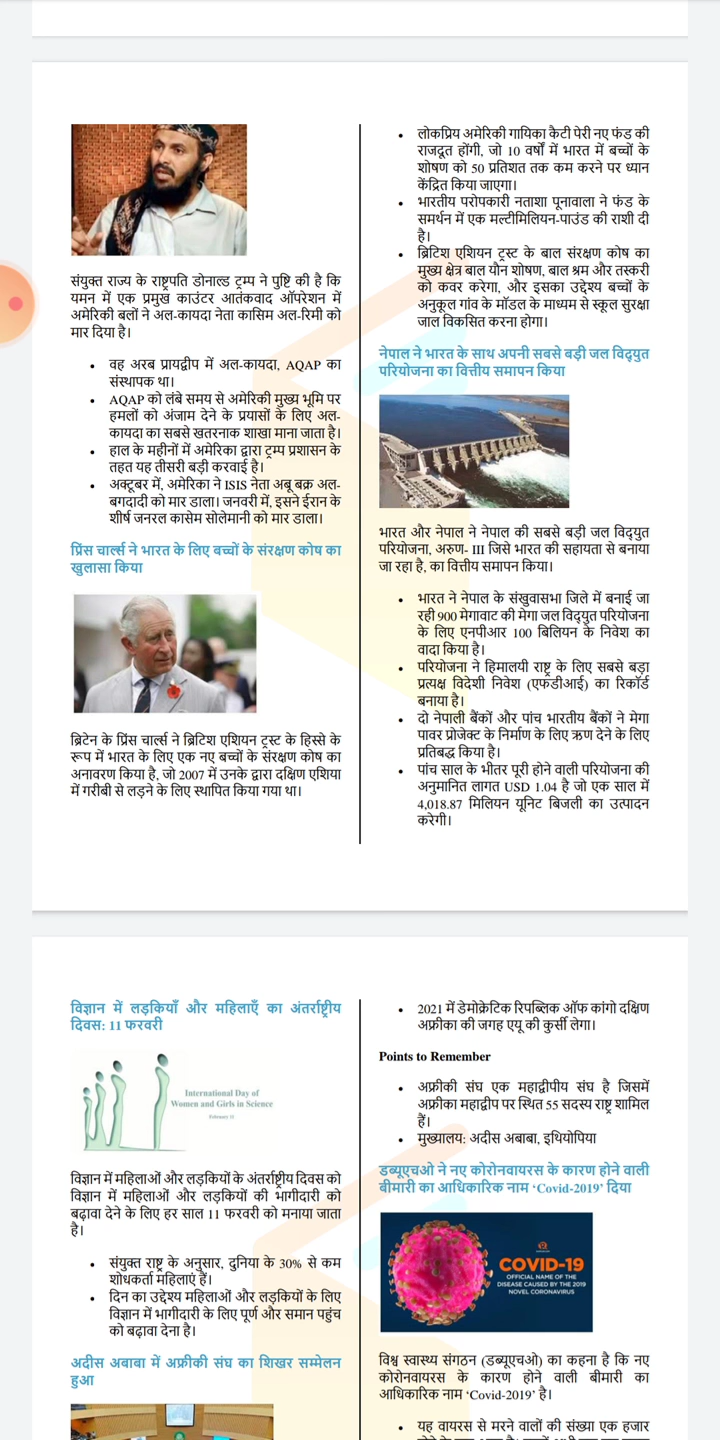 संयुक्त राज्य के राष्ट्रपति डोनाल्ड ट्रम्प ने पुष्टि की है कि
यमन में एक प्रमुख काउंटर आतंकवाद ऑपरेशन में
अमेरिकी बलों ने अल-कायदा नेता कासिम अल-रिमी को
मार दिया है।
• वह अरब प्रायद्वीप में अल-कायदा, AQAP का
संस्थापक था।
• AQAP को लंबे समय से अमेरिकी मुख्य भूमि पर
हमलों को अंजाम देने के प्रयासों के लिए अल-
कायदा का सबसे खतरनाक शाखा माना जाता है।
• हाल के महीनों में अमेरिका द्वारा ट्रम्प प्रशासन के
तहत यह तीसरी बड़ी करवाई है।
• अक्टूबर में, अमेरिका ने ISIS नेता अबू बक्र अल-
बगदादी को मार डाला। जनवरी में, इसने ईरान के
शीर्ष जनरल कासेम सोलेमानी को मार डाला।
प्रिंस चार्ल्स ने भारत के लिए बच्चों के संरक्षण कोष का
खुलासा किया
ब्रिटेन के प्रिंस चार्ल्स ने ब्रिटिश एशियन ट्रस्ट के हिस्से के
रूप में भारत के लिए एक नए बच्चों के संरक्षण कोष का
अनावरण किया है, जो 2007 में उनके द्वारा दक्षिण एशिया
में गरीबी से लड़ने के लिए स्थापित किया गया था।
• लोकप्रिय अमेरिकी गायिका कैटी पेरी नए फंड की
राजदूत होंगी, जो 10 वर्षों में भारत में बच्चों के
शोषण को 50 प्रतिशत तक कम करने पर ध्यान
केंद्रित किया जाएगा।
• भारतीय परोपकारी नताशा पूनावाला ने फंड के
समर्थन में एक मल्टीमिलियन-पाउंड की राशी दी
है।
• ब्रिटिश एशियन ट्रस्ट के बाल संरक्षण कोष का
मुख्य क्षेत्र बाल यौन शोषण, बाल श्रम और तस्करी
को कवर करेगा, और इसका उद्देश्य बच्चों के
अनुकूल गांव के मॉडल के माध्यम से स्कूल सुरक्षा
जाल विकसित करना होगा।
नेपाल ने भारत के साथ अपनी सबसे बड़ी जल विद्युत
परियोजना का वित्तीय समापन किया
भारत और नेपाल ने नेपाल की सबसे बड़ी जल विद्युत
परियोजना, अरुण- III जिसे भारत की सहायता से बनाया
जा रहा है, का वित्तीय समापन किया।
• भारत ने नेपाल के संखुवासभा जिले में बनाई जा
रही 900 मेगावाट की मेगा जल विद्युत परियोजना
के लिए एनपीआर 100 बिलियन के निवेश का
वादा किया है।
• परियोजना ने हिमालयी राष्ट्र के लिए सबसे बड़ा
प्रत्यक्ष विदेशी निवेश (एफडीआई) का रिकॉर्ड
बनाया है।
• दो नेपाली बैंकों और पांच भारतीय बैंकों ने मेगा
पावर प्रोजेक्ट के निर्माण के लिए ऋण देने के लिए
प्रतिबद्ध किया है।
• पांच साल के भीतर पूरी होने वाली परियोजना की
अनुमानित लागत USD 1.04 है जो एक साल में
4,018.87 मिलियन यूनिट बिजली का उत्पादन
करेगी।
विज्ञान में लड़कियाँ और महिलाएँ का अंतर्राष्ट्रीय
दिवस: 11 फरवरी
International Day of
Women and Girls in Science
February 11
विज्ञान में महिलाओं और लड़कियों के अंतर्राष्ट्रीय दिवस को
विज्ञान में महिलाओं और लड़कियों की भागीदारी को
बढ़ावा देने के लिए हर साल 11 फरवरी को मनाया जाता
है।
• संयुक्त राष्ट्र के अनुसार, दुनिया के 30% से कम
शोधकर्ता महिलाएं हैं।
• दिन का उद्देश्य महिलाओं और लड़कियों के लिए
विज्ञान में भागीदारी के लिए पूर्ण और समान पहुंच
को बढ़ावा देना है।
अदीस अबाबा में अफ्रीकी संघ का शिखर सम्मेलन
हुआ
• 2021 में डेमोक्रेटिक रिपब्लिक ऑफ कांगो दक्षिण
अफ्रीका की जगह एयू की कुर्सी लेगा।
Points to Remember
• अफ्रीकी संघ एक महाद्वीपीय संघ है जिसमें
अफ्रीका महाद्वीप पर स्थित 55 सदस्य राष्ट्र शामिल
हैं।
• मुख्यालय: अदीस अबाबा, इथियोपिया
डब्यूएचओ ने नए कोरोनवायरस के कारण होने वाली
बीमारी का आधिकारिक नाम ‘Covid-2019’ दिया
COVID-19
OFFICIAL NAME OF THE
DISEASE CAUSED BY THE 2019
NOVEL CORONAVIRUS
विश्व स्वास्थ्य संगठन (डब्यूएचओ) का कहना है कि नए
कोरोनवायरस के कारण होने वाली बीमारी का
आधिकारिक नाम ‘Covid-2019’ है।
• यह वायरस से मरने वालों की संख्या एक हजार